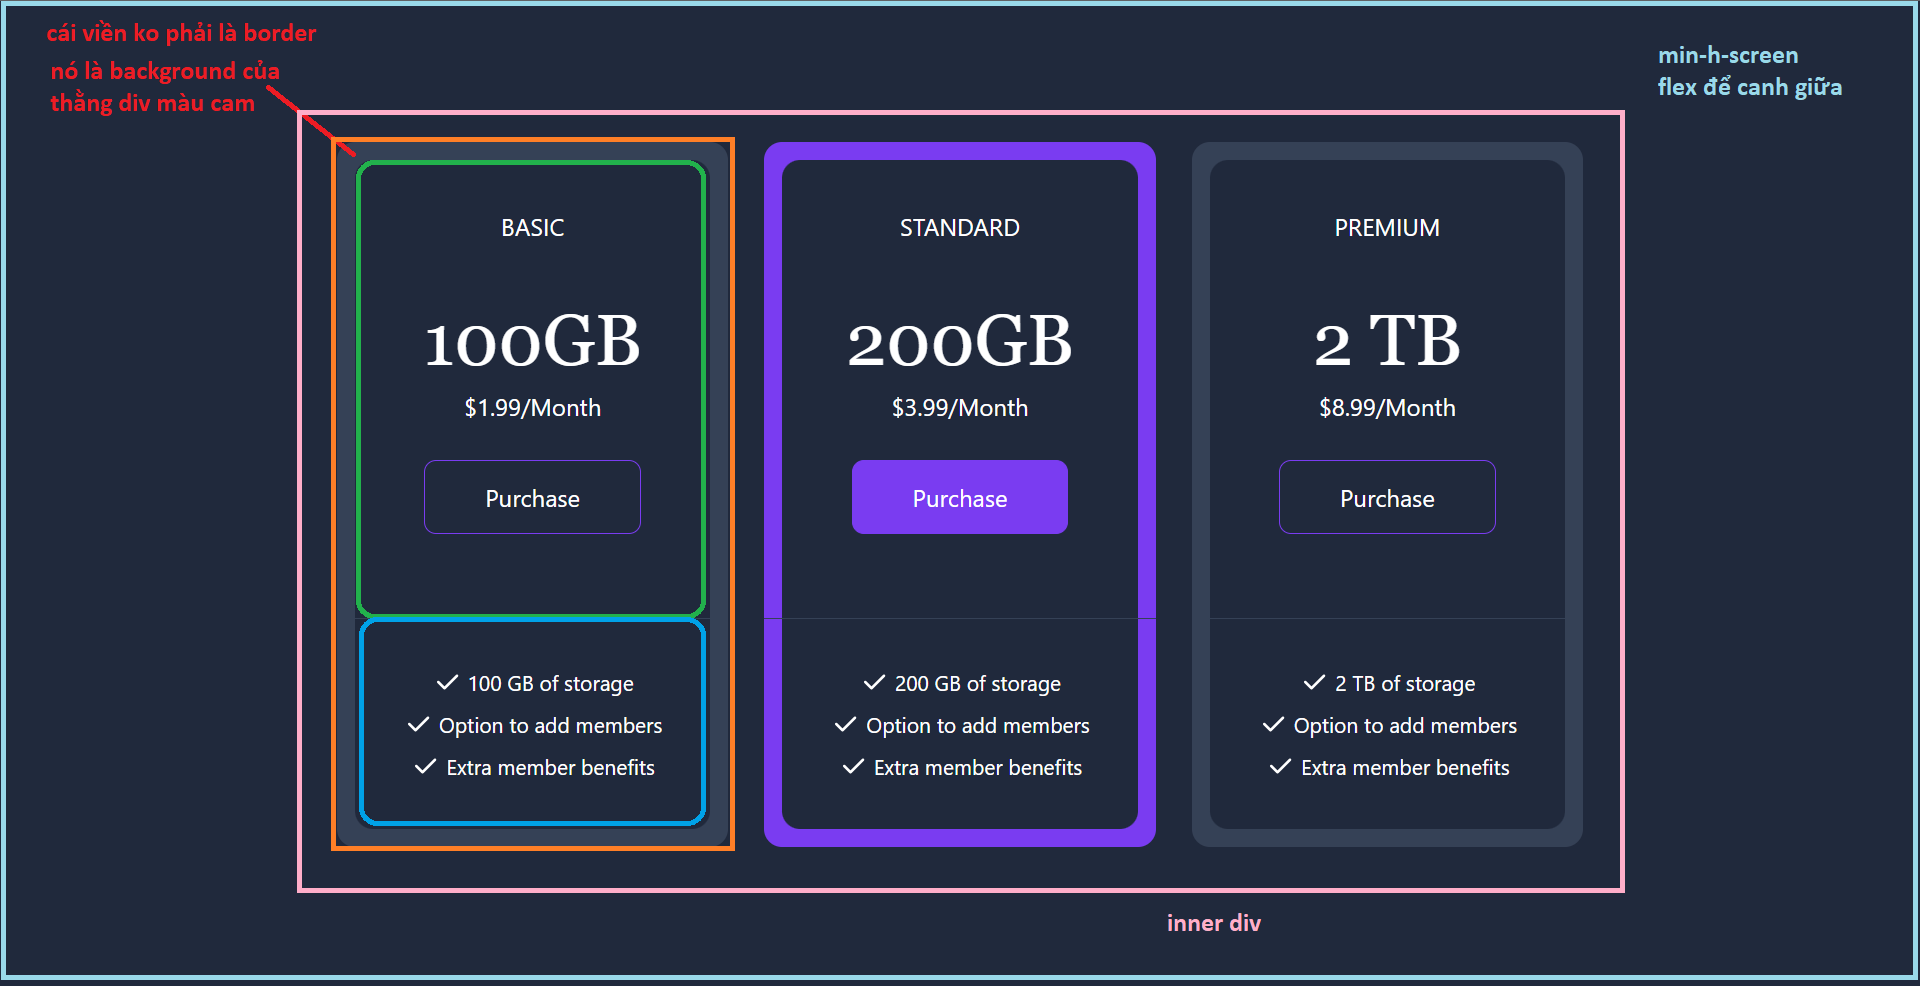 cái viền ko phải là border
nó là background của
thằng div màu cam
min-h-screen
flex để canh giữa
BASIC
100GB
$1.99/Month
Purchase
100 GB of storage
Option to add members
Extra member benefits
STANDARD
200GB
$3.99/Month
Purchase
200 GB of storage
Option to add members
Extra member benefits
PREMIUM
2 TB
$8.99/Month
Purchase
2 TB of storage
Option to add members
Extra member benefits
inner div